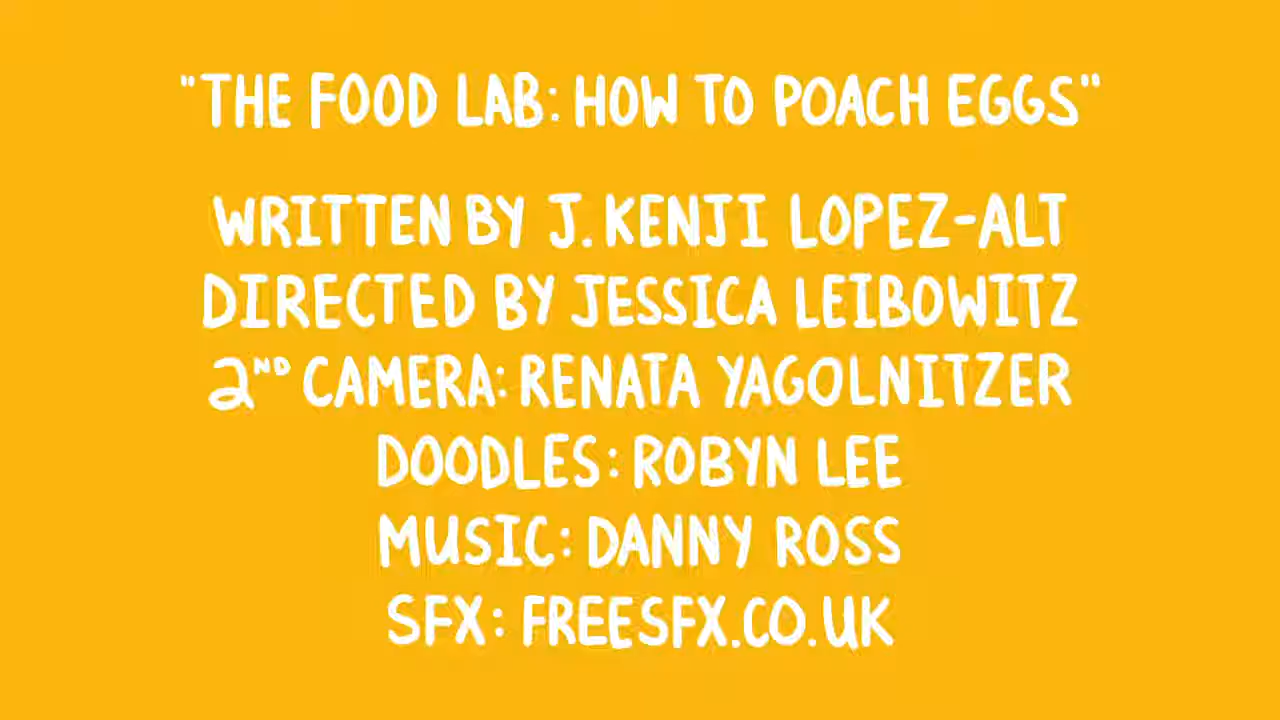 "THE FOOD LAB: HOW TO POACH EGGS"
WRITTEN BY J. KENJI LOPEZ-ALT
DIRECTED BY JESSICA LEIBOWITZ
2ND CAMERA: RENATA YAGOLNITZER
DOODLES: ROBYN LEE
MUSIC: DANNY ROSS
SFX: FREESFX.CO.UK